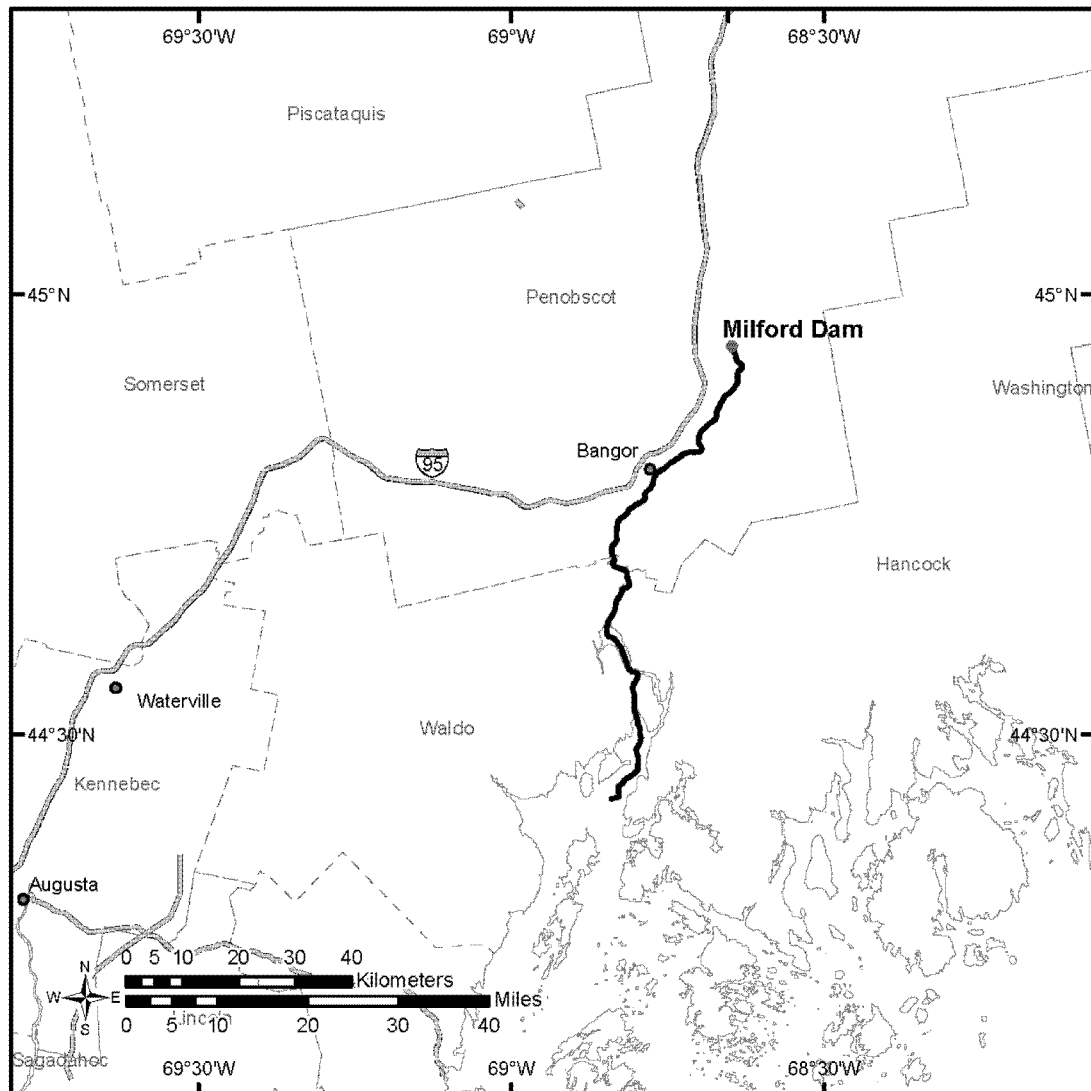 69°30'W 69°W 68°30'W
Piscataquis
45°N 45°N
Penobscot
Milford Dam
Somerset
Washington
Bangor
95
Hancock
Waterville
Waldo
44°30'N 44°30'N
Kennebec
Augusta
0 5 10 20 30 40
N
Kilometers
W E
Miles
S
Lincoln
0 5 10 20 30 40
Sagadahoc
69°30'W 69°W 68°30'W